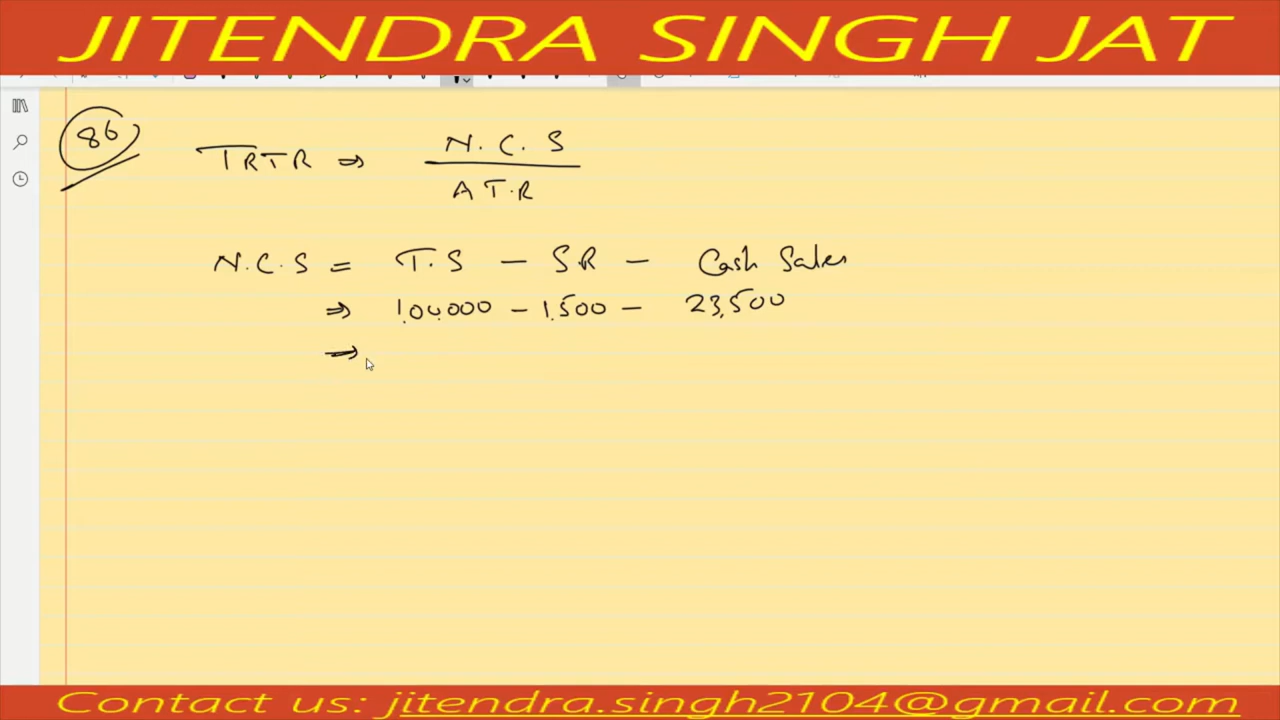 JITENDRA SINGH JAT
86
TRTR ⇒ N.C.S / A T.R
N.C.S = T.S - SR - Cash Sales
⇒ 1,00,000 - 1,500 - 23,500
⇒
Contact us: jitendra.singh2104@gmail.com